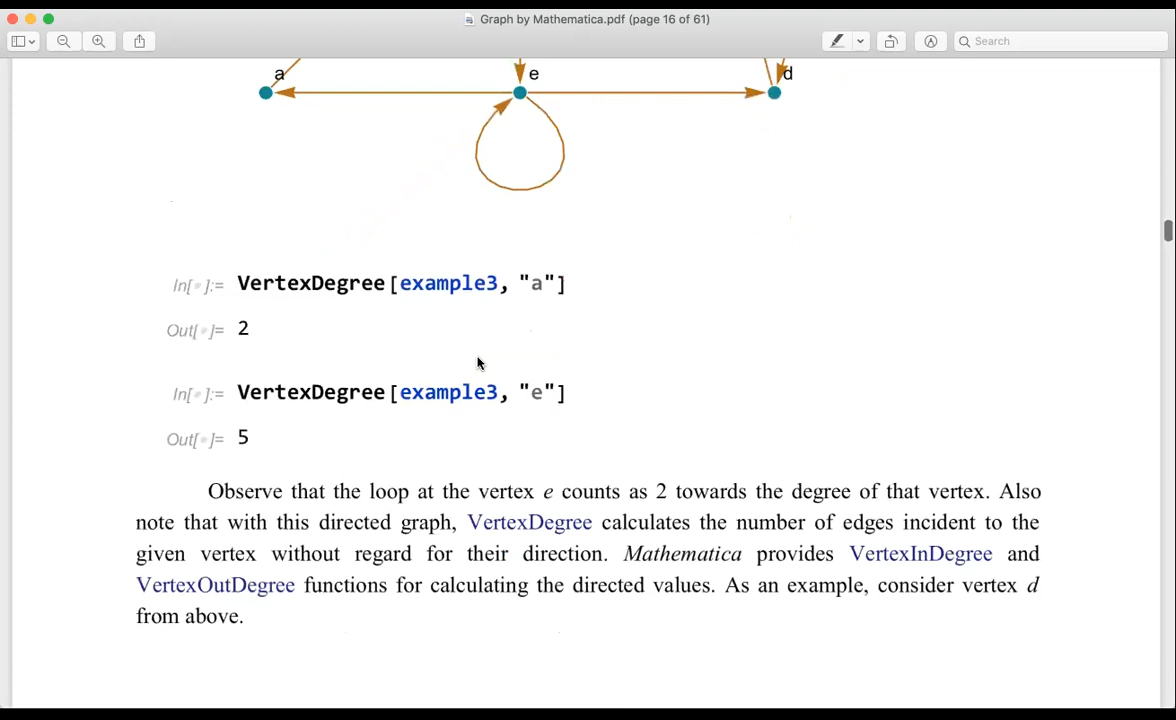 Graph by Mathematica.pdf (page 16 of 61)
Search
a
e
d
In[ ]:= VertexDegree[example3, "a"]
Out[ ]= 2
In[ ]:= VertexDegree[example3, "e"]
Out[ ]= 5
Observe that the loop at the vertex e counts as 2 towards the degree of that vertex. Also
note that with this directed graph, VertexDegree calculates the number of edges incident to the
given vertex without regard for their direction. Mathematica provides VertexInDegree and
VertexOutDegree functions for calculating the directed values. As an example, consider vertex d
from above.